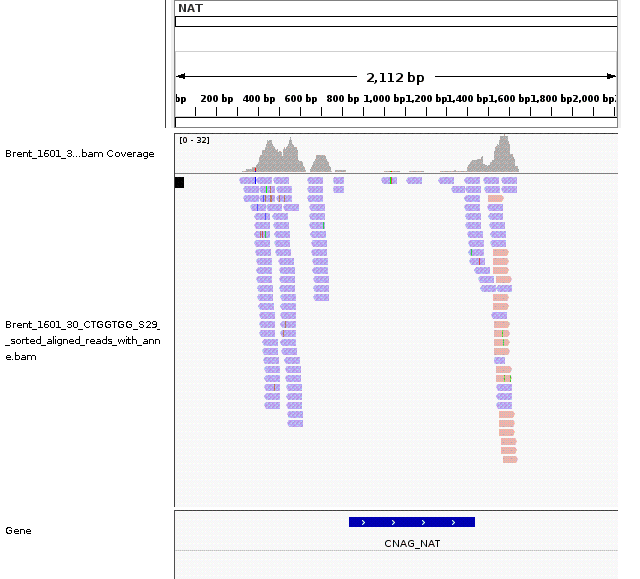 NAT
2,112 bp
bp 200 bp 400 bp 600 bp 800 bp 1,000 bp 1,200 bp 1,400 bp 1,600 bp 1,800 bp 2,000 bp
[0 - 32]
Brent_1601_3...bam Coverage
Brent_1601_30_CTGGTGG_S29_
_sorted_aligned_reads_with_ann
e.bam
Gene
CNAG_NAT